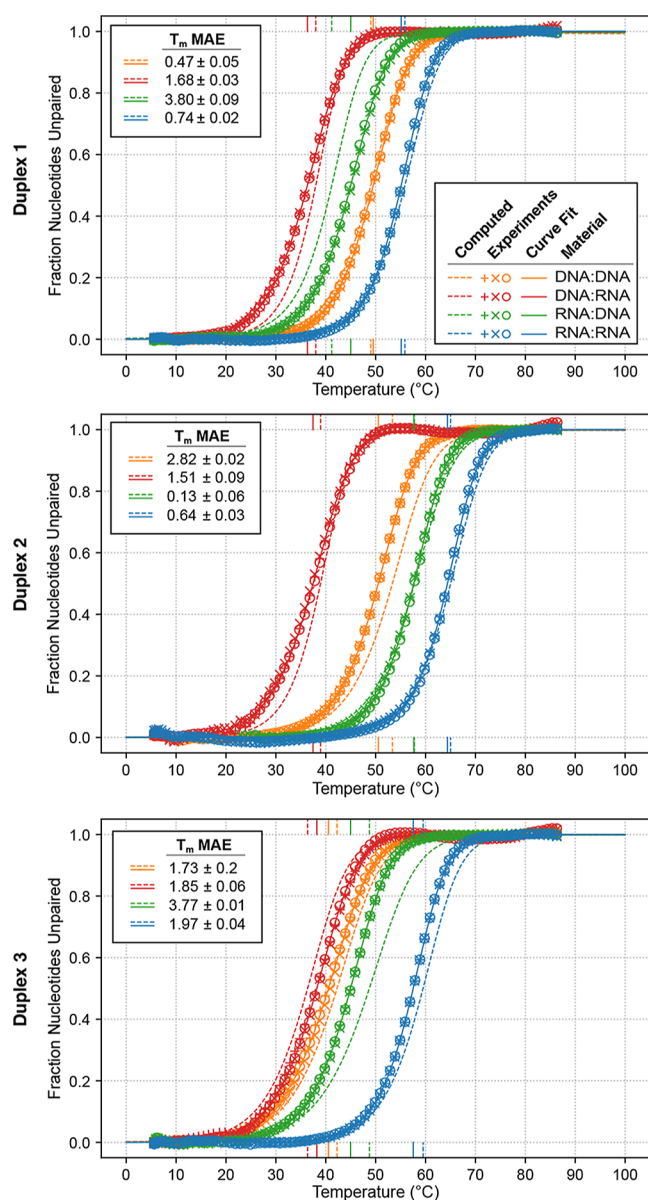 Duplex 1
Fraction Nucleotides Unpaired
1.0
0.8
0.6
0.4
0.2
0.0
Tm MAE
0.47 ± 0.05
1.68 ± 0.03
3.80 ± 0.09
0.74 ± 0.02
Computed Experiments Curve Fit Material
DNA:DNA
DNA:RNA
RNA:DNA
RNA:RNA
0 10 20 30 40 50 60 70 80 90 100
Temperature (°C)
Duplex 2
Fraction Nucleotides Unpaired
1.0
0.8
0.6
0.4
0.2
0.0
Tm MAE
2.82 ± 0.02
1.51 ± 0.09
0.13 ± 0.06
0.64 ± 0.03
0 10 20 30 40 50 60 70 80 90 100
Temperature (°C)
Duplex 3
Fraction Nucleotides Unpaired
1.0
0.8
0.6
0.4
0.2
0.0
Tm MAE
1.73 ± 0.2
1.85 ± 0.06
3.77 ± 0.01
1.97 ± 0.04
0 10 20 30 40 50 60 70 80 90 100
Temperature (°C)